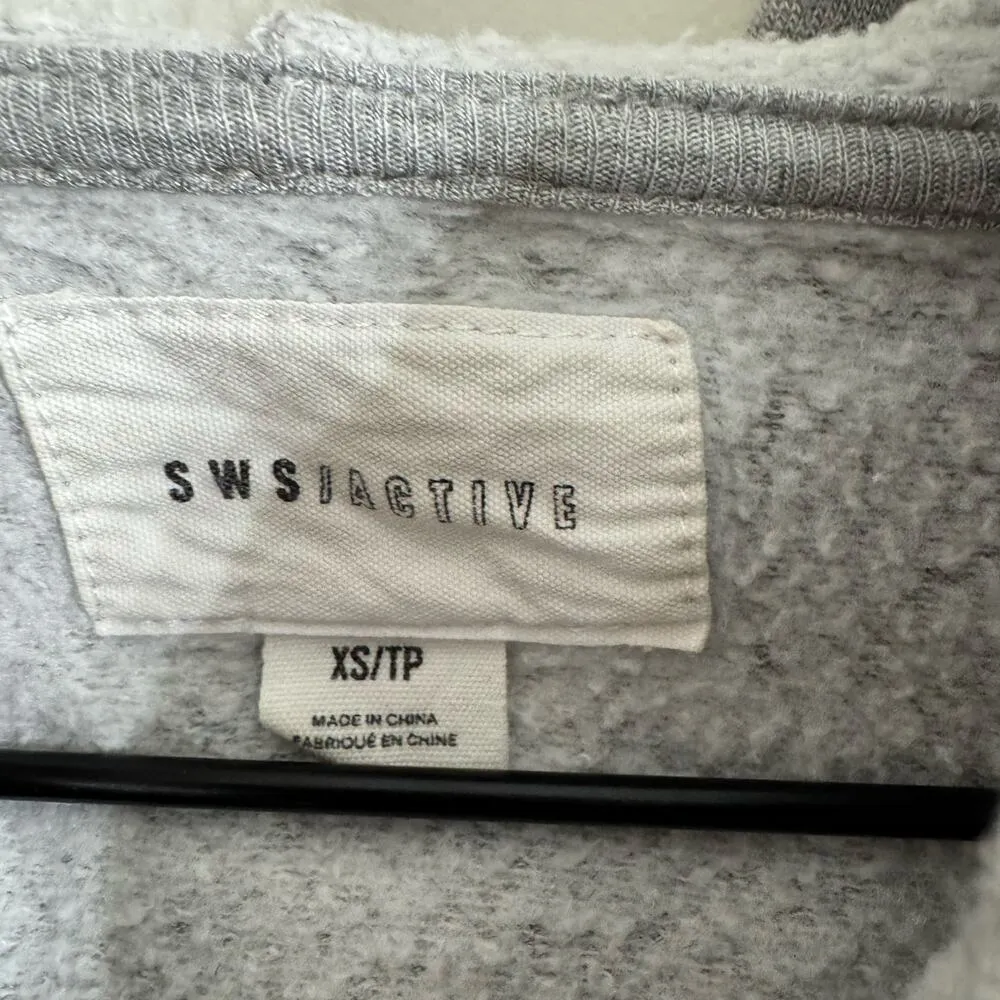 SWS|ACTIVE
XS/TP
MADE IN CHINA
FABRIQUÉ EN CHINE